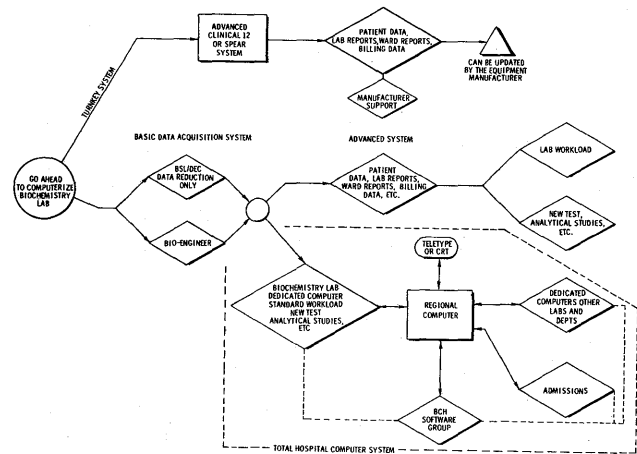 ADVANCED
CLINICAL 12
OR SPEAR
SYSTEM
PATIENT DATA,
LAB REPORTS, WARD REPORTS,
BILLING DATA
CAN BE UPDATED
BY THE EQUIPMENT
MANUFACTURER
MANUFACTURER
SUPPORT
TURNKEY SYSTEM
BASIC DATA ACQUISITION SYSTEM
ADVANCED SYSTEM
GO AHEAD
TO COMPUTERIZE
BIOCHEMISTRY
LAB
BSL/DEC
DATA REDUCTION
ONLY
BIO-ENGINEER
PATIENT
DATA, LAB REPORTS,
WARD REPORTS, BILLING
DATA, ETC.
LAB WORKLOAD
NEW TEST,
ANALYTICAL STUDIES,
ETC.
TELETYPE
OR CRT
BIOCHEMISTRY LAB
DEDICATED COMPUTER
STANDARD WORKLOAD
NEW TEST
ANALYTICAL STUDIES,
ETC
REGIONAL
COMPUTER
DEDICATED
COMPUTERS OTHER
LABS AND
DEPTS
ADMISSIONS
BCH
SOFTWARE
GROUP
TOTAL HOSPITAL COMPUTER SYSTEM